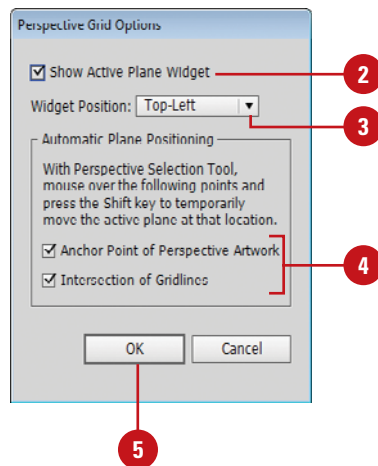 Perspective Grid Options
Show Active Plane Widget
2
Widget Position: Top-Left
3
Automatic Plane Positioning
With Perspective Selection Tool,
mouse over the following points and
press the Shift key to temporarily
move the active plane at that location.
Anchor Point of Perspective Artwork
4
Intersection of Gridlines
OK Cancel
5